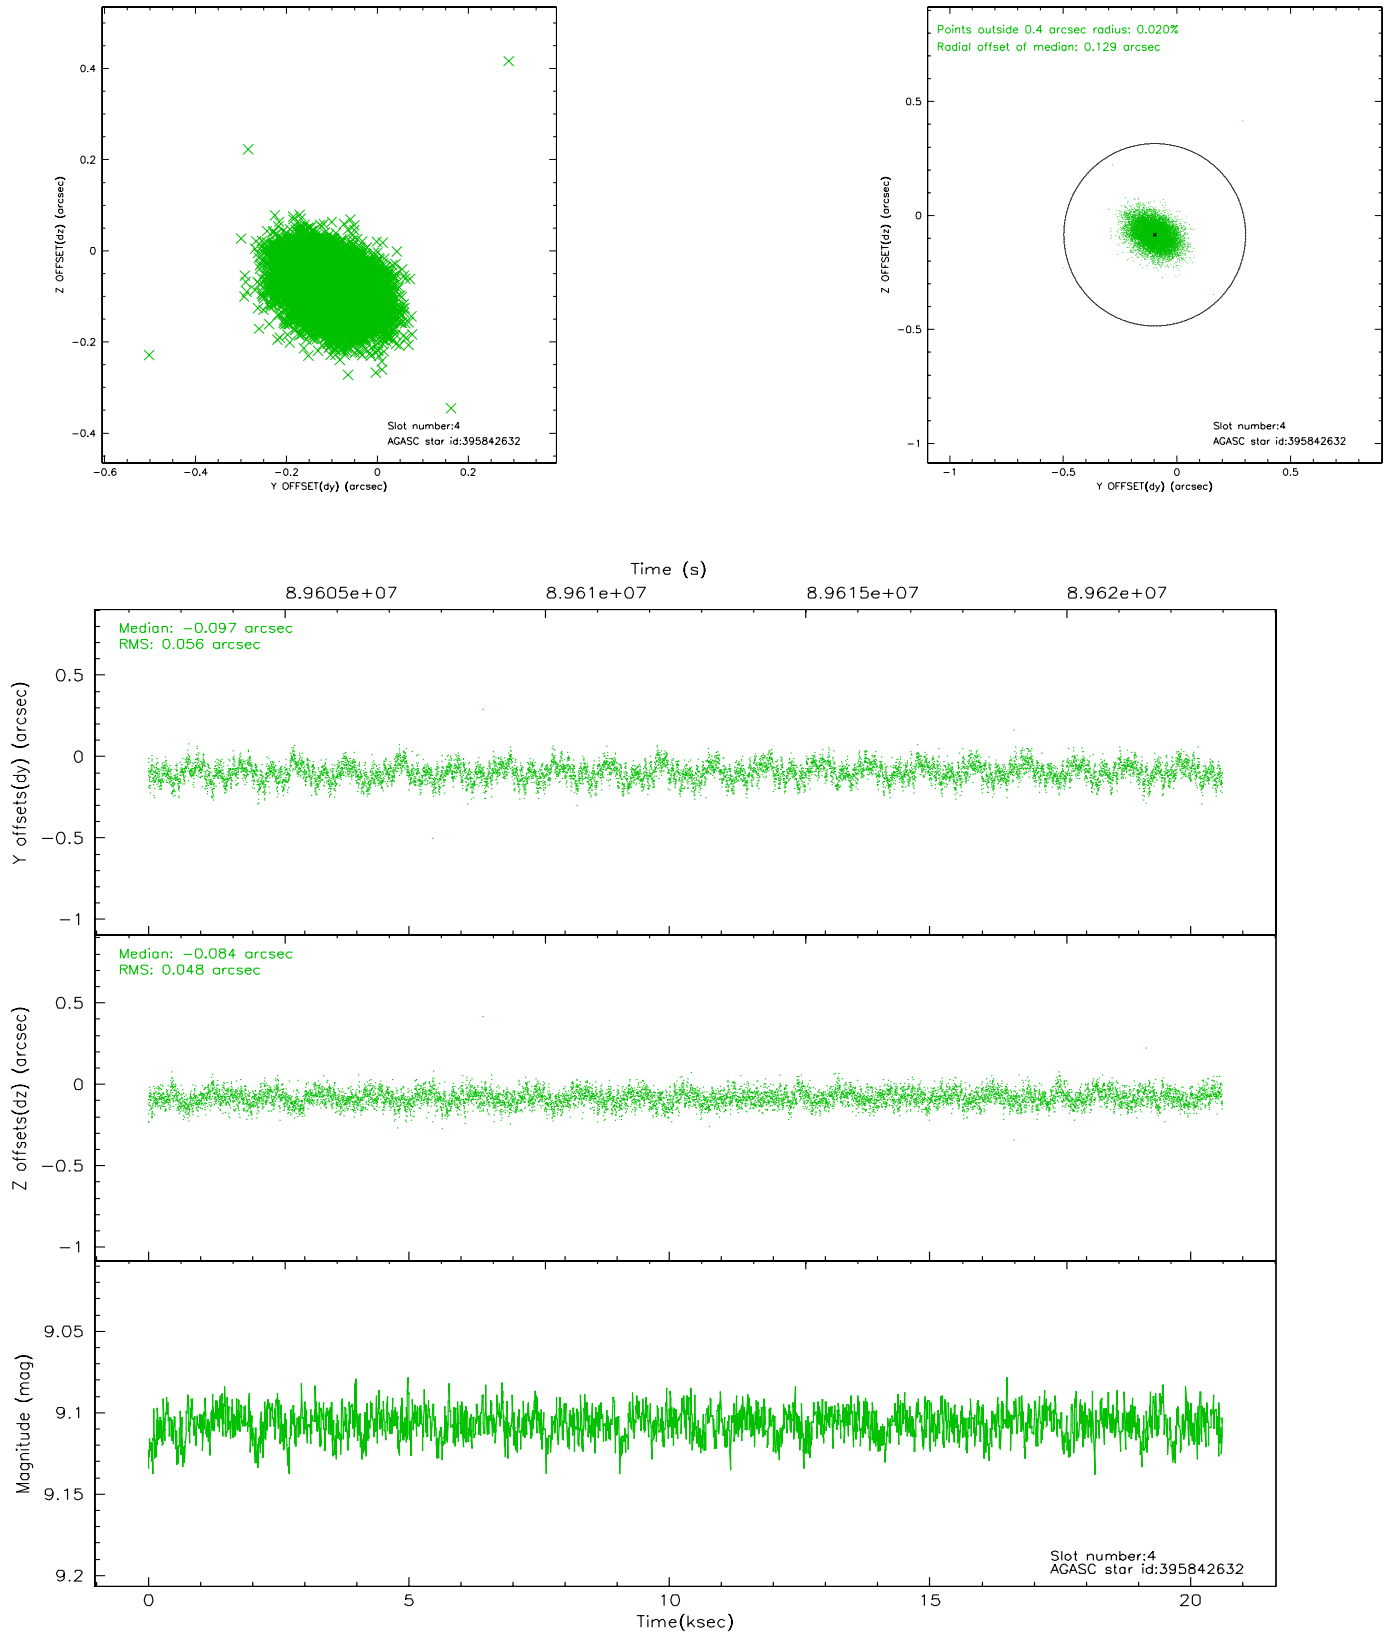 0.4
0.2
0
−0.2
−0.4
Z OFFSET(dz) (arcsec)
−0.6
−0.4
−0.2
0
0.2
Y OFFSET(dy) (arcsec)
Slot number:4
AGASC star id:395842632
Points outside 0.4 arcsec radius: 0.020%
Radial offset of median: 0.129 arcsec
0.5
0
−0.5
−1
Z OFFSET(dz) (arcsec)
−1
−0.5
0
0.5
Y OFFSET(dy) (arcsec)
Slot number:4
AGASC star id:395842632
Time (s)
8.9605e+07
8.961e+07
8.9615e+07
8.962e+07
Median: −0.097 arcsec
RMS: 0.056 arcsec
0.5
0
−0.5
−1
Y offsets(dy) (arcsec)
Median: −0.084 arcsec
RMS: 0.048 arcsec
0.5
0
−0.5
−1
Z offsets(dz) (arcsec)
9.05
9.1
9.15
9.2
Magnitude (mag)
Slot number:4
AGASC star id:395842632
0
5
10
15
20
Time(ksec)